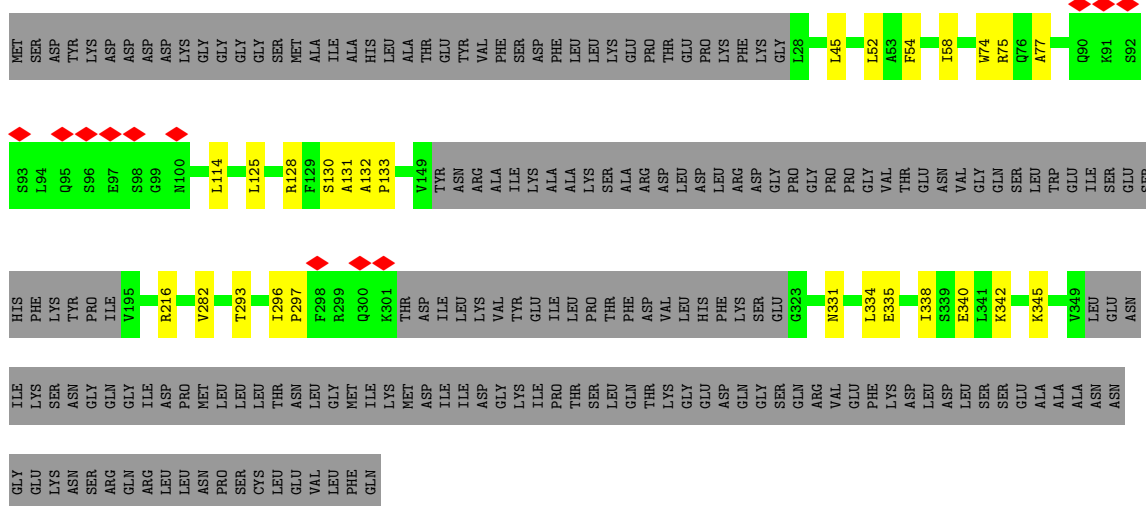 MET SER ASP TYR LYS ASP ASP ASP ASP LYS GLY GLY GLY GLY SER MET ALA ILE ALA HIS LEU ALA THR GLU TYR VAL PHE SER ASP PHE LEU LEU LYS GLU PRO THR GLU PRO LYS PHE LYS GLY L28 L45 L52 A53 F54 I58 W74 R75 Q76 A77 Q90 K91 S92
S93 L94 Q95 S96 E97 S98 G99 N100 L114 L125 R128 F129 S130 A131 A132 P133 V149 TYR ASN ARG ALA ILE LYS ALA ALA LYS SER ALA ARG ASP LEU ASP LEU ARG ASP GLY PRO GLY PRO PRO GLY VAL THR GLU ASN VAL GLY GLN SER LEU TRP GLU ILE SER GLU SER
HIS PHE LYS TYR PRO ILE V195 R216 V282 T293 I296 P297 F298 R299 Q300 K301 THR ASP ILE LEU LYS VAL TYR GLU ILE LEU PRO THR PHE ASP VAL LEU HIS PHE LYS SER GLU G323 N331 L334 E335 I338 S339 E340 L341 K342 K345 V349 LEU GLU ASN
ILE LYS SER ASN GLY GLN GLY ILE ASP PRO MET LEU LEU LEU THR ASN LEU GLY MET ILE LYS MET ASP ILE ILE ASP GLY LYS ILE PRO THR SER LEU GLN THR LYS GLY GLU ASP GLN GLY SER GLN ARG VAL GLU PHE LYS ASP LEU ASP LEU SER SER GLU ALA ALA ALA ASN ASN
GLY GLU LYS ASN SER ARG GLN ARG LEU LEU ASN PRO SER CYS LEU GLU VAL LEU PHE GLN